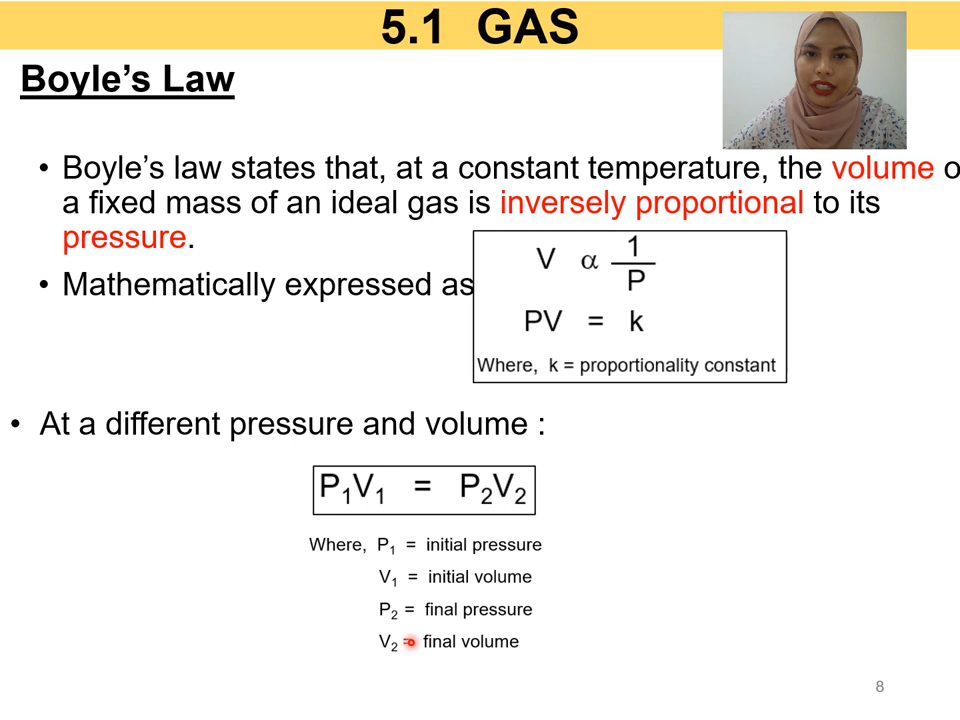 5.1 GAS
Boyle’s Law
• Boyle’s law states that, at a constant temperature, the volume o
a fixed mass of an ideal gas is inversely proportional to its
pressure.
• Mathematically expressed as
V α 1/P
PV = k
Where, k = proportionality constant
• At a different pressure and volume :
P₁V₁ = P₂V₂
Where, P₁ = initial pressure
V₁ = initial volume
P₂ = final pressure
V₂ = final volume
8